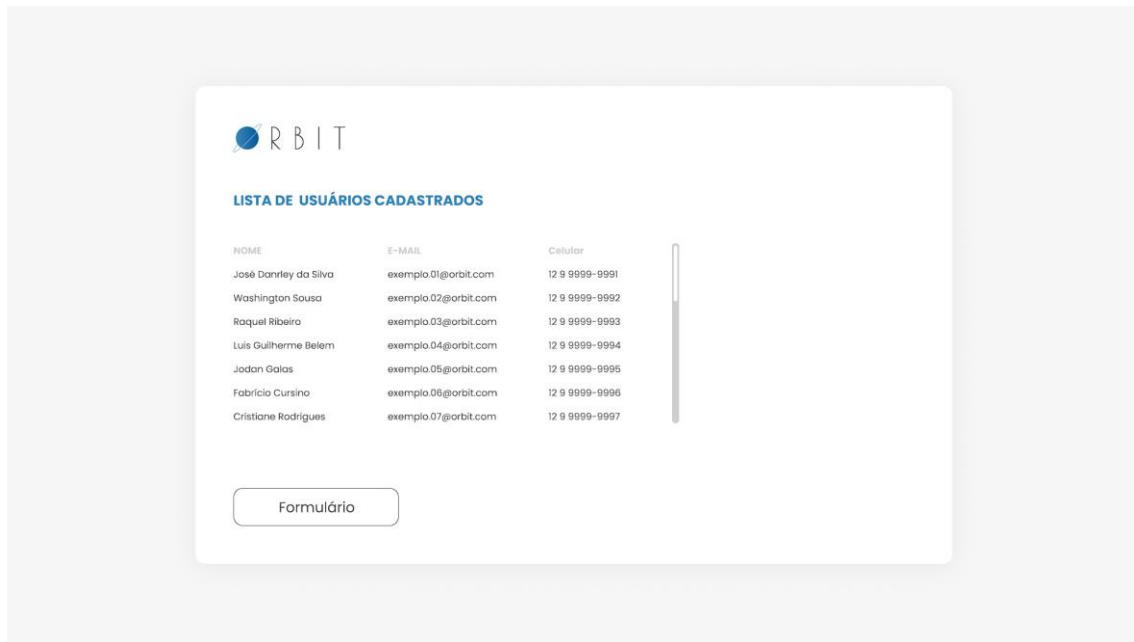 ORBIT
LISTA DE USUÁRIOS CADASTRADOS
NOME E-MAIL Celular
José Danrley da Silva exemplo.01@orbit.com 12 9 9999-9991
Washington Sousa exemplo.02@orbit.com 12 9 9999-9992
Raquel Ribeiro exemplo.03@orbit.com 12 9 9999-9993
Luis Guilherme Belem exemplo.04@orbit.com 12 9 9999-9994
Jodan Galas exemplo.05@orbit.com 12 9 9999-9995
Fabrício Cursino exemplo.06@orbit.com 12 9 9999-9996
Cristiane Rodrigues exemplo.07@orbit.com 12 9 9999-9997
Formulário